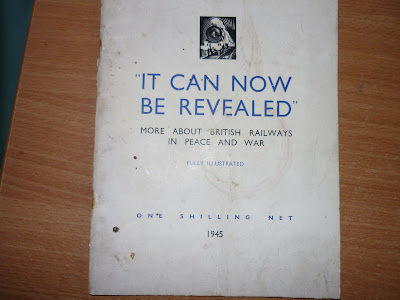 "IT CAN NOW
BE REVEALED"
MORE ABOUT BRITISH RAILWAYS
IN PEACE AND WAR
FULLY ILLUSTRATED
ONE SHILLING NET
1945